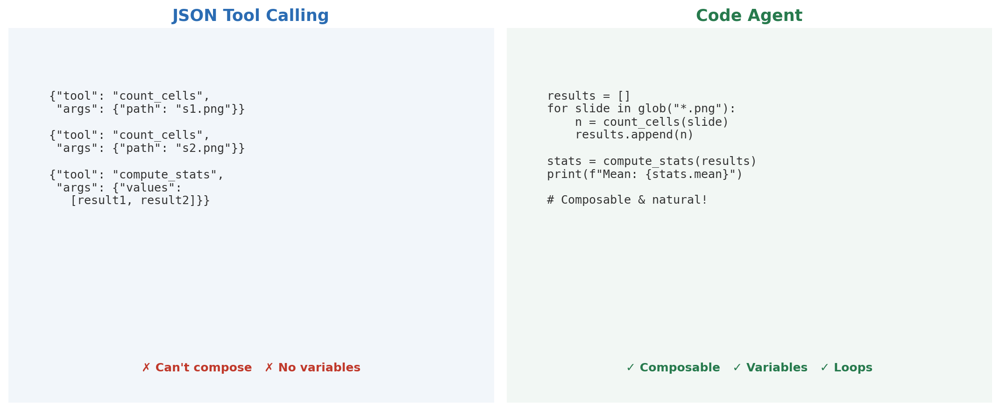 JSON Tool Calling
{"tool": "count_cells",
 "args": {"path": "s1.png"}}
{"tool": "count_cells",
 "args": {"path": "s2.png"}}
{"tool": "compute_stats",
 "args": {"values":
   [result1, result2]}}
✗ Can't compose   ✗ No variables
Code Agent
results = []
for slide in glob("*.png"):
    n = count_cells(slide)
    results.append(n)
stats = compute_stats(results)
print(f"Mean: {stats.mean}")
# Composable & natural!
✓ Composable   ✓ Variables   ✓ Loops